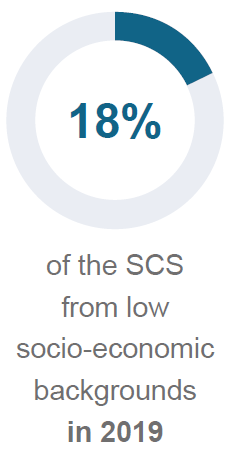 18%
of the SCS
from low
socio-economic
backgrounds
in 2019